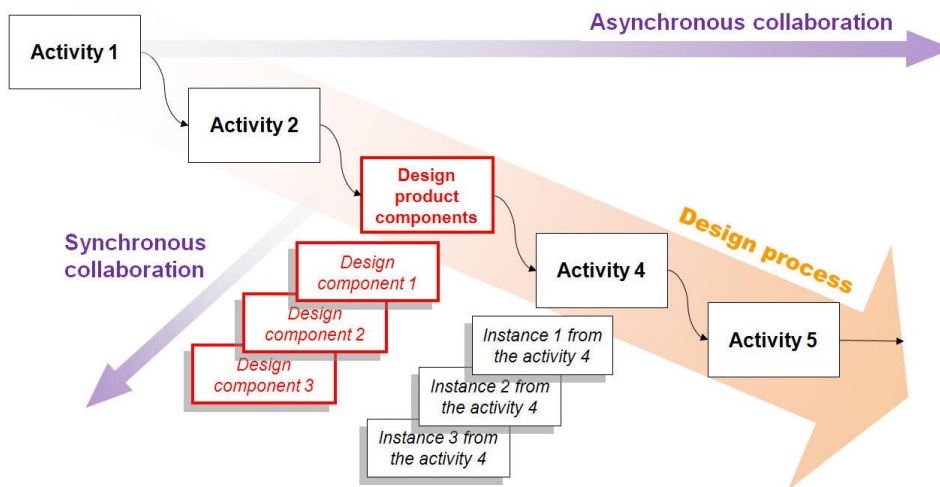 Asynchronous collaboration
Activity 1
Activity 2
Design
product
components
Synchronous
collaboration
Design process
Activity 4
Design
component 1
Design
component 2
Design
component 3
Activity 5
Instance 1 from
the activity 4
Instance 2 from
the activity 4
Instance 3 from
the activity 4